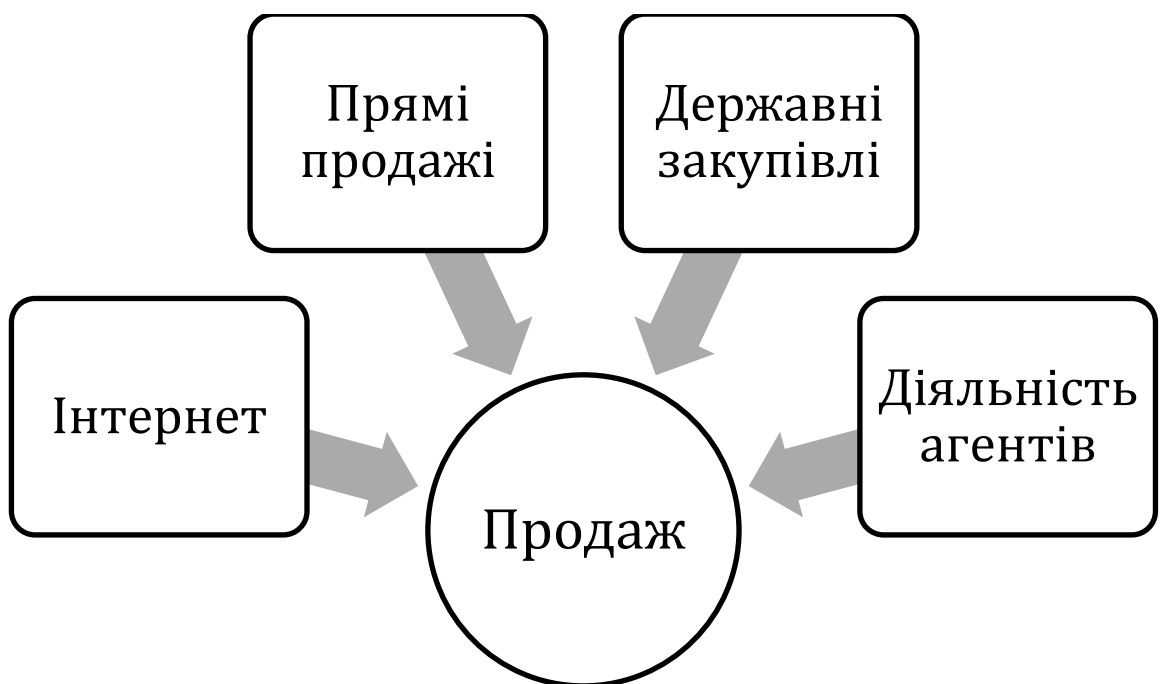 Прямі
продажі
Державні
закупівлі
Інтернет
Діяльність
агентів
Продаж